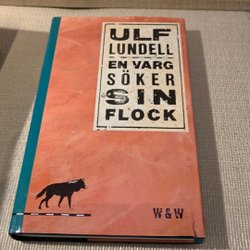 ULF
LUNDELL
EN VARG
SÖKER
SIN
FLOCK
W&W